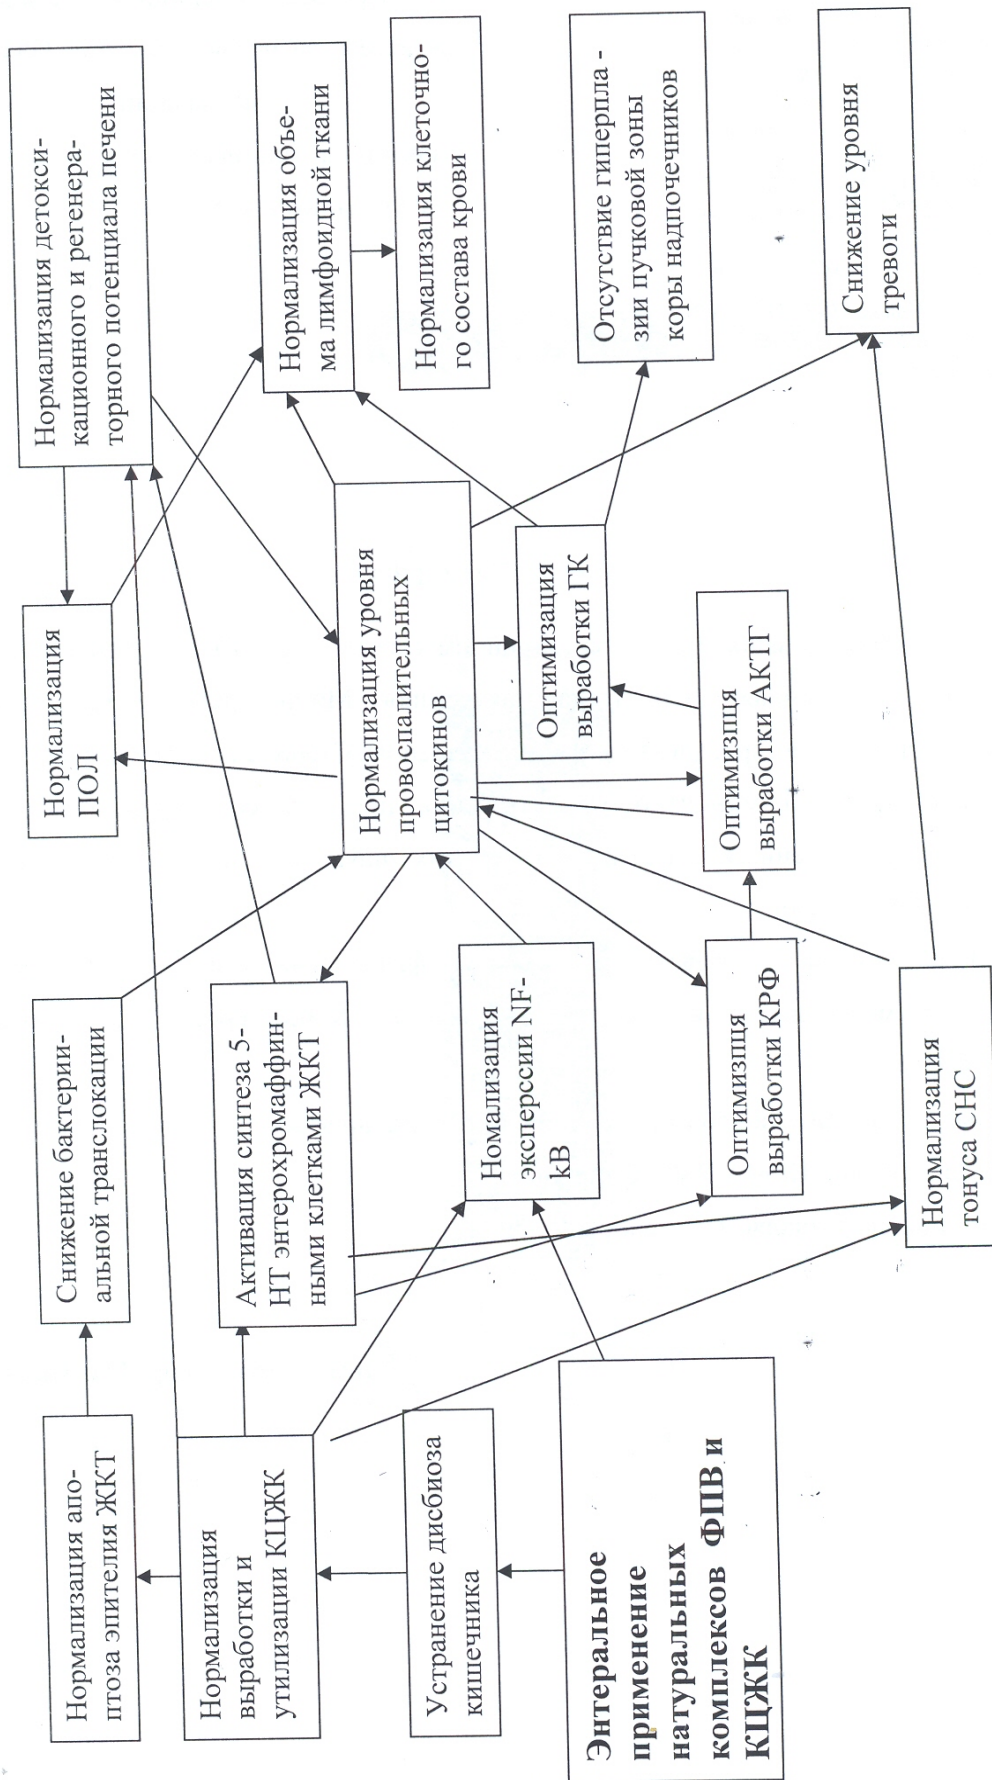 Нормализация апо-
птоза эпителия ЖКТ
Снижение бактери-
альной транслокации
Нормализация
ПОЛ
Нормализация детокси-
кационного и регенера-
торного потенциала печени
Нормализация
выработки и
утилизации КЦЖК
Активация синтеза 5-
НТ энтерохромаффин-
ными клетками ЖКТ
Нормализация уровня
провоспалительных
цитокинов
Нормализация объе-
ма лимфоидной ткани
Нормализация клеточно-
го состава крови
Устранение дисбиоза
кишечника
Номализация
эксперссии NF-
kB
Оптимизация
выработки ГК
Отсутствие гиперпла -
зии пучковой зоны
коры надпочечников
Энтеральное
применение
натуральных
комплексов ФПВ и
КЦЖК
Оптимизпця
выработки КРФ
Оптимизпця
выработки АКТГ
Нормализация
тонуса СНС
Снижение уровня
тревоги